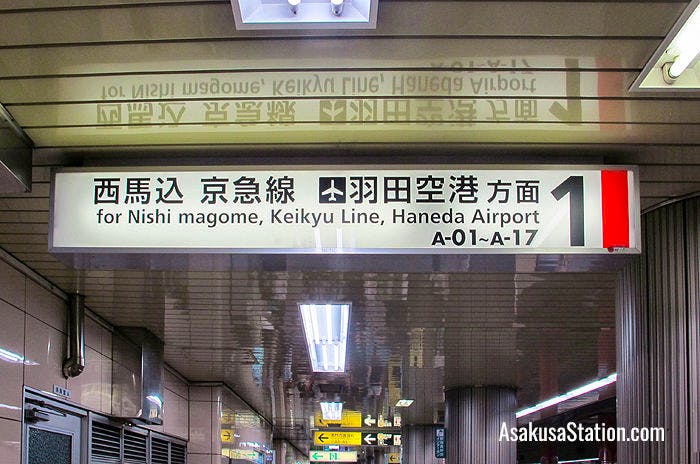 西馬込 京急線 羽田空港 方面 1
for Nishi magome, Keikyu Line, Haneda Airport
A-01~A-17
AsakusaStation.com